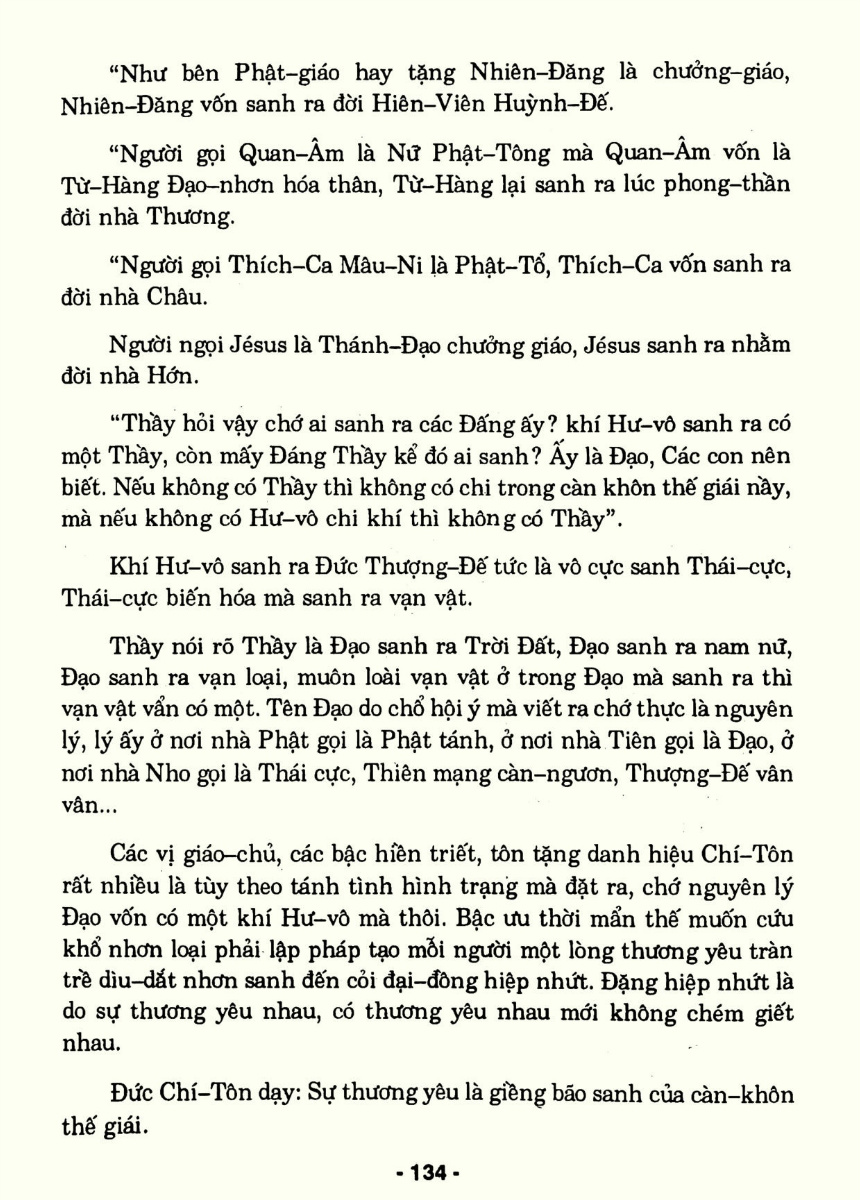 “Như bên Phật–giáo hay tặng Nhiên–Đăng là chưởng–giáo,
Nhiên–Đăng vốn sanh ra đời Hiên–Viên Huỳnh–Đế.
“Người gọi Quan–Âm là Nữ Phật–Tông mà Quan–Âm vốn là
Từ–Hàng Đạo–nhơn hóa thân, Từ–Hàng lại sanh ra lúc phong–thần
đời nhà Thương.
“Người gọi Thích–Ca Mâu–Ni là Phật–Tổ, Thích–Ca vốn sanh ra
đời nhà Châu.
Người ngọi Jésus là Thánh–Đạo chưởng giáo, Jésus sanh ra nhằm
đời nhà Hớn.
“Thầy hỏi vậy chớ ai sanh ra các Đấng ấy? khí Hư–vô sanh ra có
một Thầy, còn mấy Đáng Thầy kể đó ai sanh? Ấy là Đạo, Các con nên
biết. Nếu không có Thầy thì không có chi trong càn khôn thế giái nầy,
mà nếu không có Hư–vô chi khí thì không có Thầy”.
Khí Hư–vô sanh ra Đức Thượng–Đế tức là vô cực sanh Thái–cực,
Thái–cực biến hóa mà sanh ra vạn vật.
Thầy nói rõ Thầy là Đạo sanh ra Trời Đất, Đạo sanh ra nam nữ,
Đạo sanh ra vạn loại, muôn loài vạn vật ở trong Đạo mà sanh ra thì
vạn vật vẩn có một. Tên Đạo do chổ hội ý mà viết ra chớ thực là nguyên
lý, lý ấy ở nơi nhà Phật gọi là Phật tánh, ở nơi nhà Tiên gọi là Đạo, ở
nơi nhà Nho gọi là Thái cực, Thiên mạng càn–ngươn, Thượng–Đế vân
vân...
Các vị giáo–chủ, các bậc hiền triết, tôn tặng danh hiệu Chí–Tôn
rất nhiều là tùy theo tánh tình hình trạng mà đặt ra, chớ nguyên lý
Đạo vốn có một khí Hư–vô mà thôi. Bậc ưu thời mẩn thế muốn cứu
khổ nhơn loại phải lập pháp tạo mỗi người một lòng thương yêu tràn
trề dìu–dắt nhơn sanh đến cỏi đại–đồng hiệp nhứt. Đặng hiệp nhứt là
do sự thương yêu nhau, có thương yêu nhau mới không chém giết
nhau.
Đức Chí–Tôn dạy: Sự thương yêu là giềng bão sanh của càn–khôn
thế giái.
- 134 -